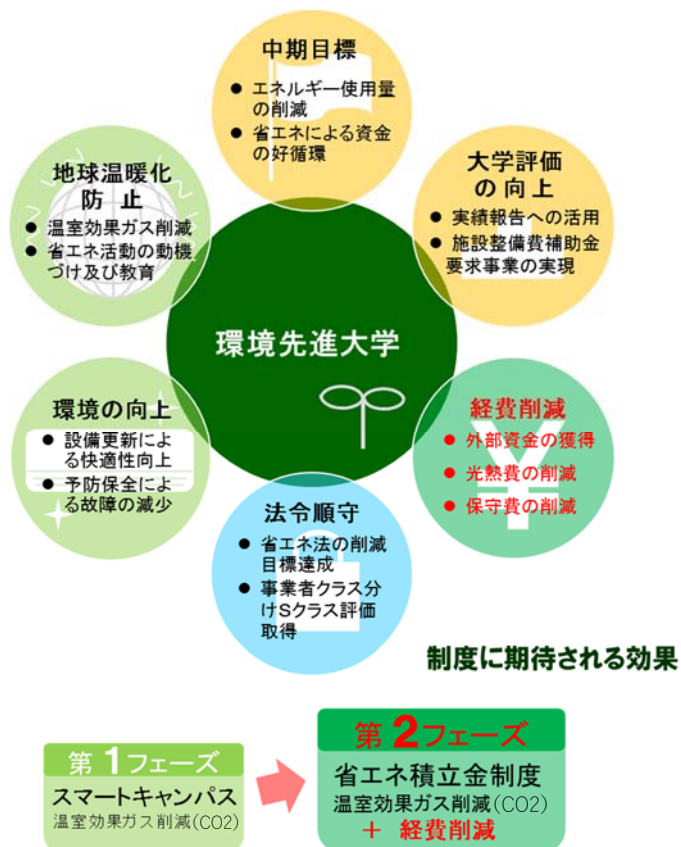 中期目標
● エネルギー使用量
の削減
● 省エネによる資金
の好循環
大学評価
の向上
● 実績報告への活用
● 施設整備費補助金
要求事業の実現
経費削減
● 外部資金の獲得
● 光熱費の削減
● 保守費の削減
法令順守
● 省エネ法の削減
目標達成
● 事業者クラス分
けSクラス評価
取得
環境の向上
● 設備更新によ
る快適性向上
● 予防保全によ
る故障の減少
地球温暖化
防止
● 温室効果ガス削減
● 省エネ活動の動機
づけ及び教育
環境先進大学
¥
制度に期待される効果
第1フェーズ
スマートキャンパス
温室効果ガス削減(CO2)
第2フェーズ
省エネ積立金制度
温室効果ガス削減(CO2)
+ 経費削減